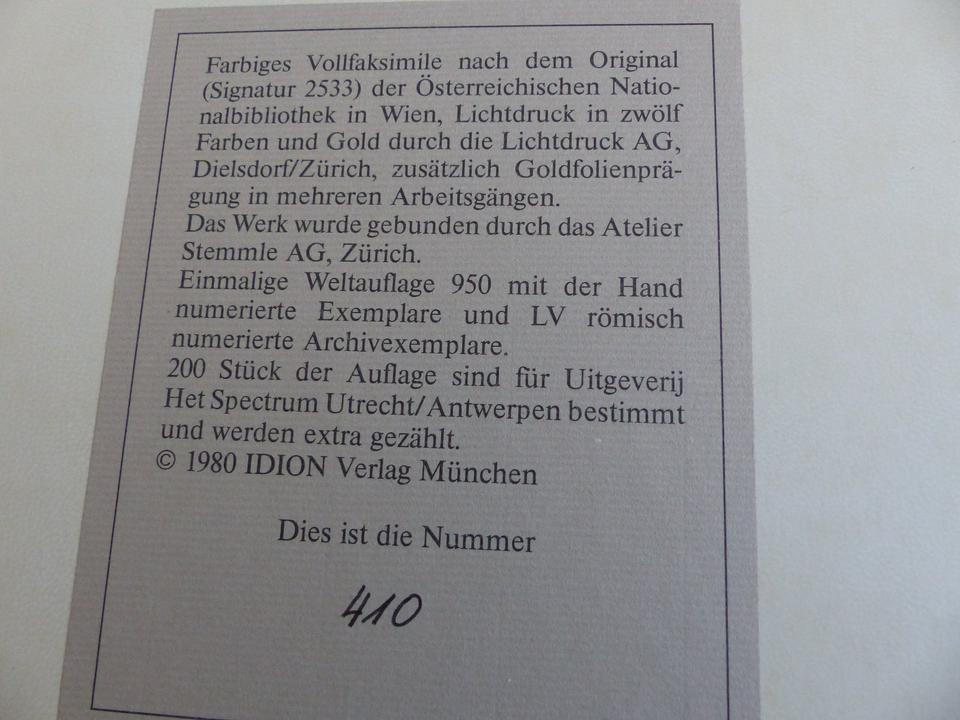 Farbiges Vollfaksimile nach dem Original
(Signatur 2533) der Österreichischen Natio-
nalbibliothek in Wien, Lichtdruck in zwölf
Farben und Gold durch die Lichtdruck AG,
Dielsdorf/Zürich, zusätzlich Goldfolienprä-
gung in mehreren Arbeitsgängen.
Das Werk wurde gebunden durch das Atelier
Stemmle AG, Zürich.
Einmalige Weltauflage 950 mit der Hand
numerierte Exemplare und LV römisch
numerierte Archivexemplare.
200 Stück der Auflage sind für Uitgeverij
Het Spectrum Utrecht/Antwerpen bestimmt
und werden extra gezählt.
© 1980 IDION Verlag München
Dies ist die Nummer
410